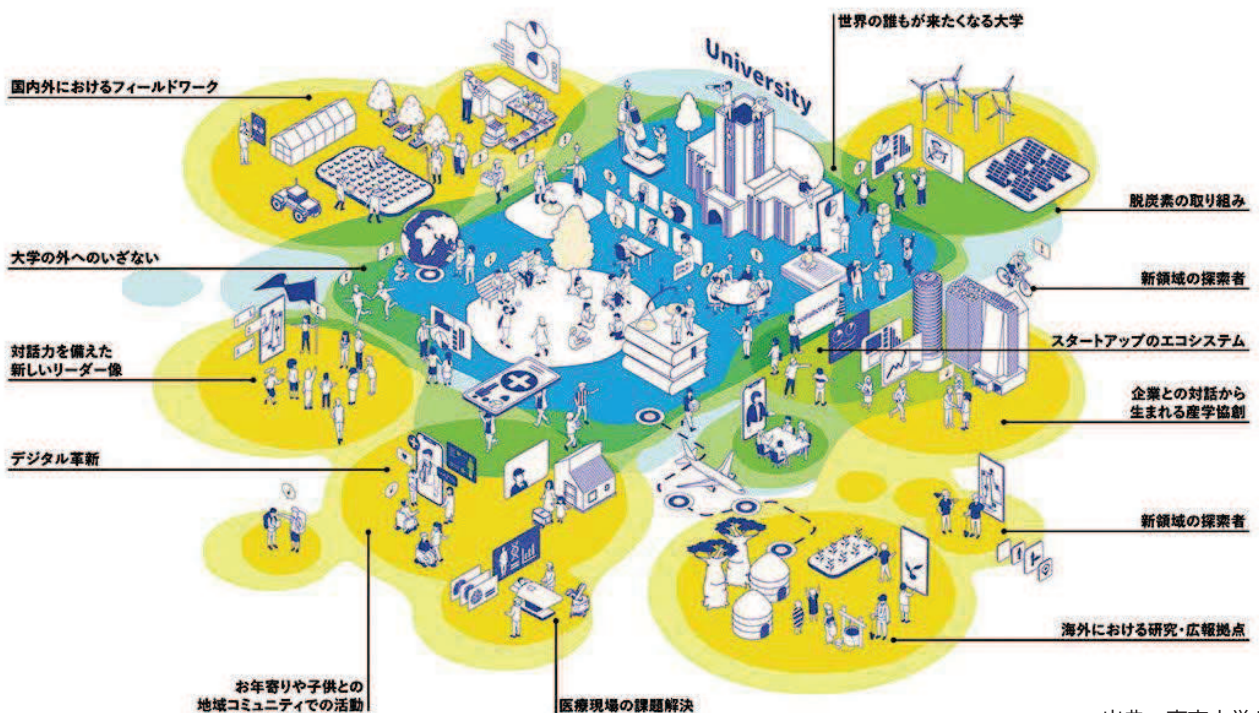 世界の誰もが来たくなる大学
University
国内外におけるフィールドワーク
脱炭素の取り組み
大学の外へのいざない
新領域の探索者
対話力を備えた
新しいリーダー像
スタートアップのエコシステム
企業との対話から
生まれる産学協創
デジタル革新
新領域の探索者
海外における研究・広報拠点
お年寄りや子供との
地域コミュニティでの活動
医療現場の課題解決